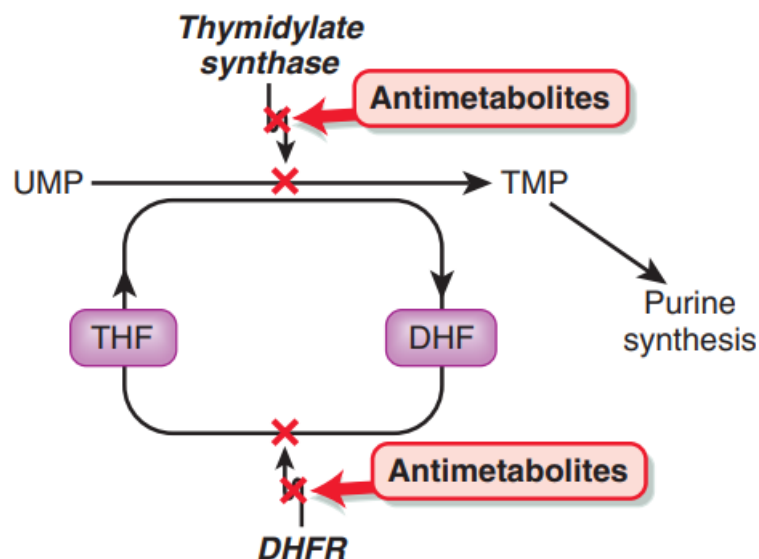 Thymidylate
synthase
Antimetabolites
UMP
TMP
THF
DHF
Purine
synthesis
Antimetabolites
DHFR